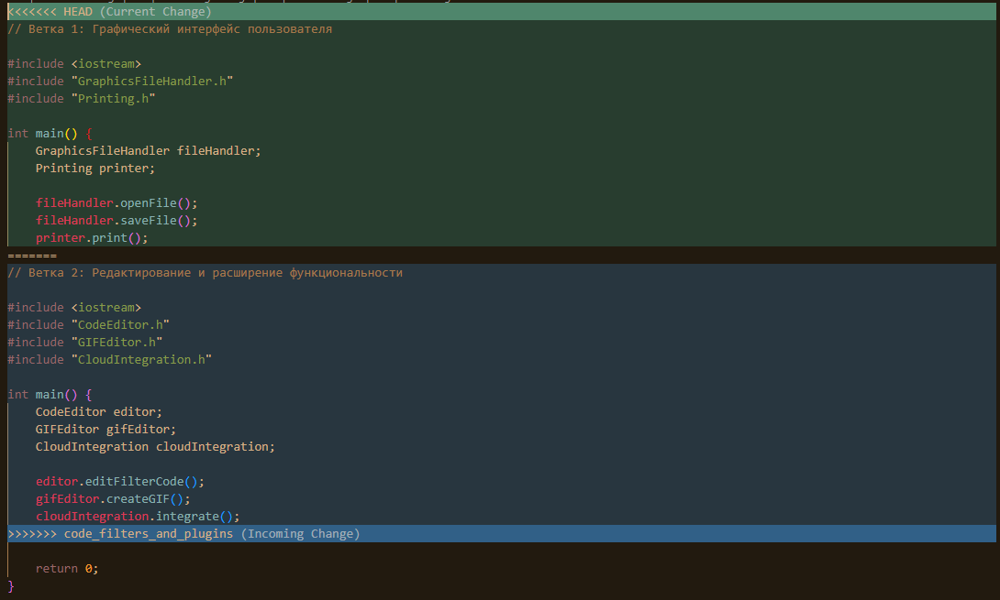 <<<<<<< HEAD (Current Change)
// Ветка 1: Графический интерфейс пользователя
#include <iostream>
#include "GraphicsFileHandler.h"
#include "Printing.h"
int main() {
    GraphicsFileHandler fileHandler;
    Printing printer;
    fileHandler.openFile();
    fileHandler.saveFile();
    printer.print();
=======
// Ветка 2: Редактирование и расширение функциональности
#include <iostream>
#include "CodeEditor.h"
#include "GIFEditor.h"
#include "CloudIntegration.h"
int main() {
    CodeEditor editor;
    GIFEditor gifEditor;
    CloudIntegration cloudIntegration;
    editor.editFilterCode();
    gifEditor.createGIF();
    cloudIntegration.integrate();
>>>>>>> code_filters_and_plugins (Incoming Change)
    return 0;
}